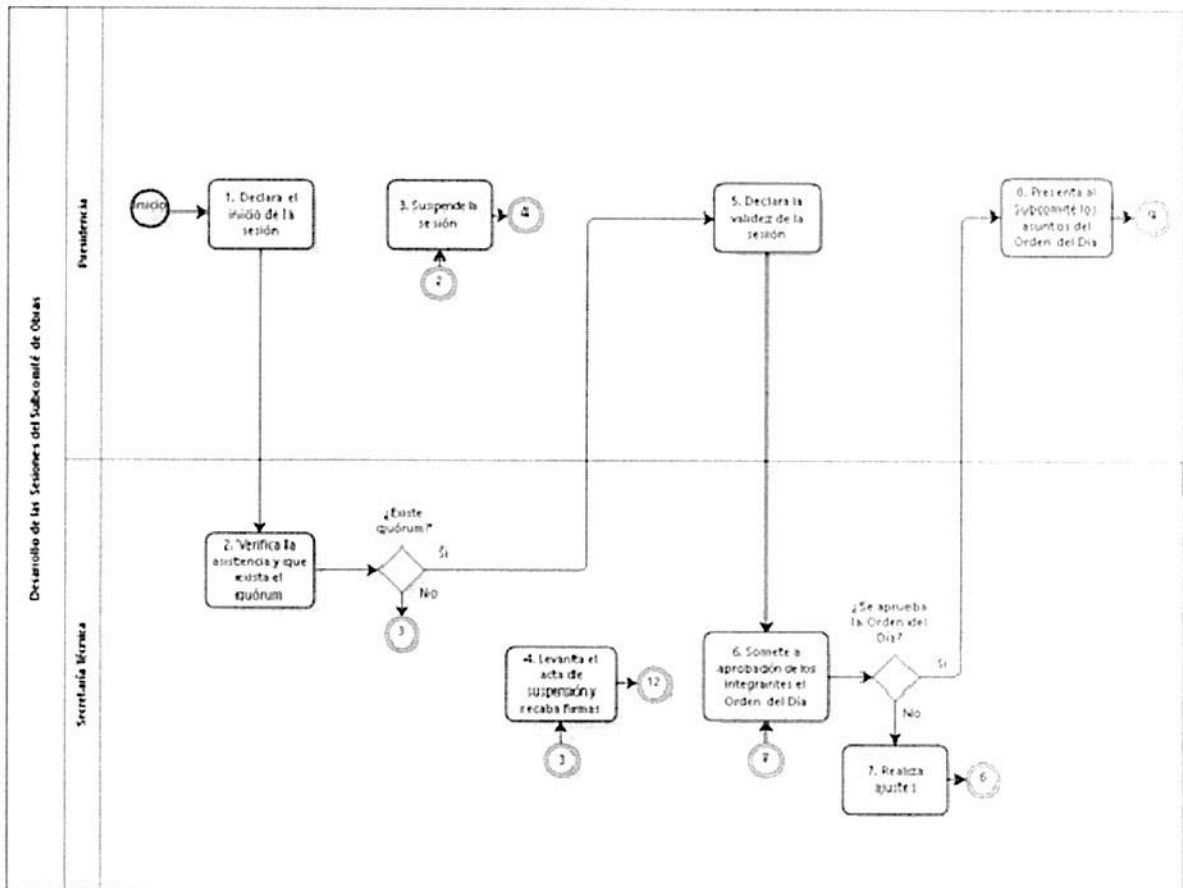 Desarrollo de las Sesiones del Subcomité de Obras
Presidencia
Inicio
1. Declara el
inicio de la
sesión
3. Suspende la
sesión
4
2
5. Declara la
validez de la
sesión
8. Presenta al
Subcomité los
asuntos del
Orden del Día
9
Secretaría Técnica
2. Verifica la
asistencia y que
exista el
quórum
¿Existe
quórum?
Si
No
3
4. Levanta el
acta de
suspensión y
recaba firmas
12
3
6. Somete a
aprobación de los
integrantes el
Orden del Día
7
¿Se aprueba
la Orden del
Día?
Si
No
7. Realiza
ajustes
6